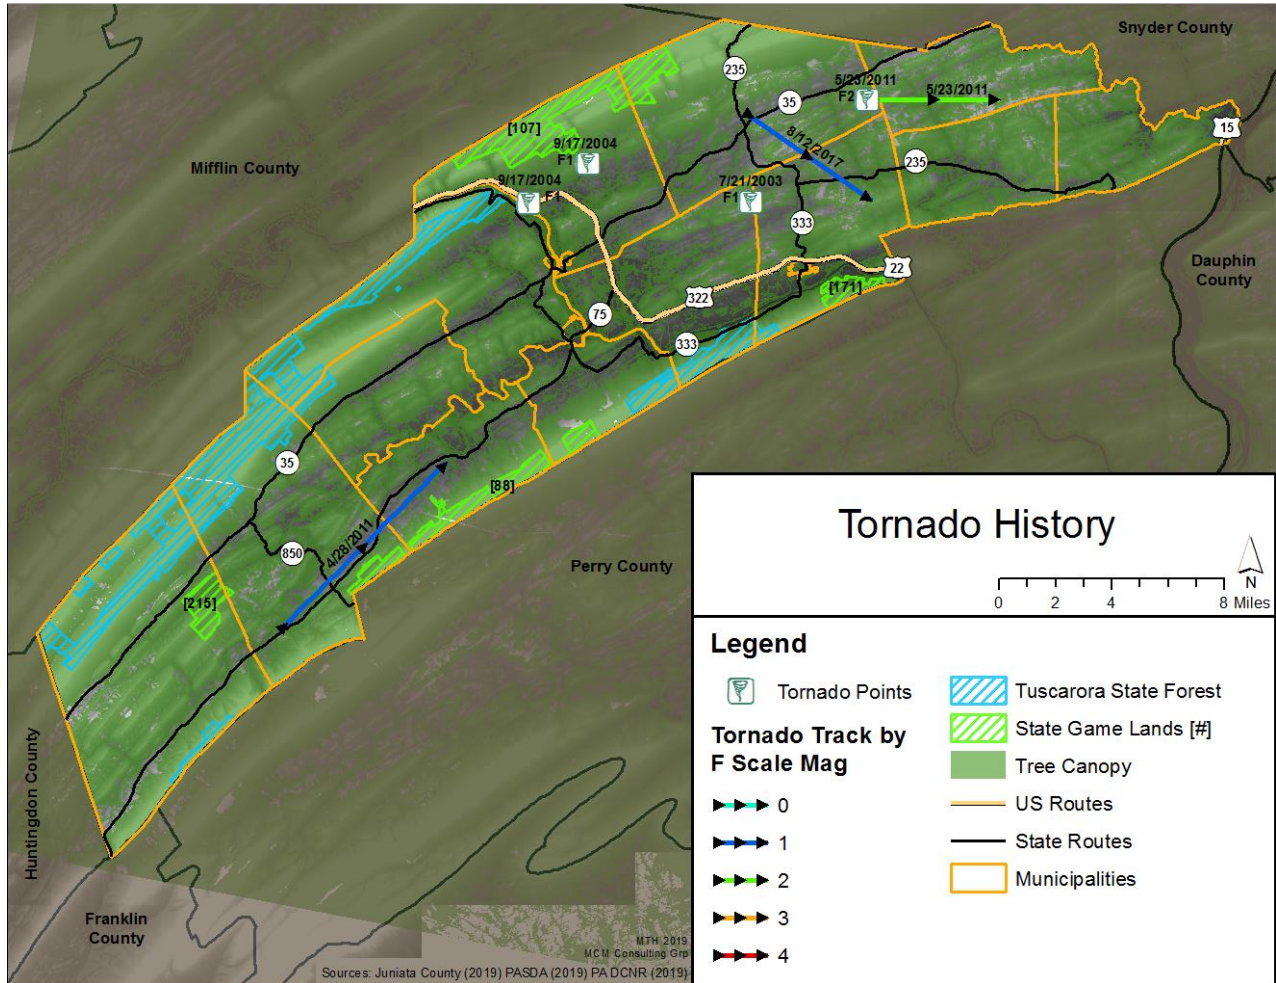 Snyder County
235
5/23/2011
F2
5/23/2011
35
[107]
15
9/17/2004
F1
8/12/2017
Mifflin County
235
9/17/2004
F1
7/21/2003
F1
333
Dauphin
County
22
[171]
322
75
333
35
[88]
4/28/2011
850
Perry County
[215]
Huntingdon County
Franklin
County
MTH 2019
MCM Consulting Grp
Sources: Juniata County (2019) PASDA (2019) PA DCNR (2019)
Tornado History
N
0 2 4 8 Miles
Legend
Tornado Points
Tornado Track by
F Scale Mag
0
1
2
3
4
Tuscarora State Forest
State Game Lands [#]
Tree Canopy
US Routes
State Routes
Municipalities